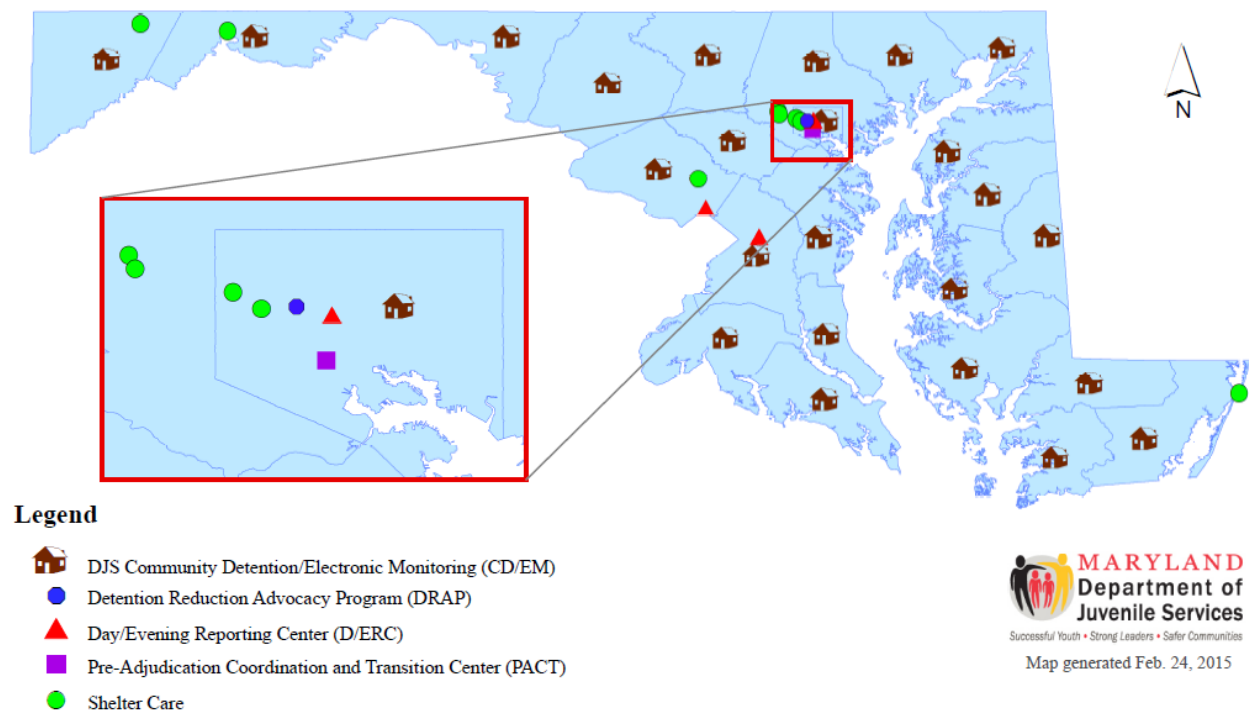 N
Legend
DJS Community Detention/Electronic Monitoring (CD/EM)
Detention Reduction Advocacy Program (DRAP)
Day/Evening Reporting Center (D/ERC)
Pre-Adjudication Coordination and Transition Center (PACT)
Shelter Care
MARYLAND
Department of
Juvenile Services
Successful Youth • Strong Leaders • Safer Communities
Map generated Feb. 24, 2015